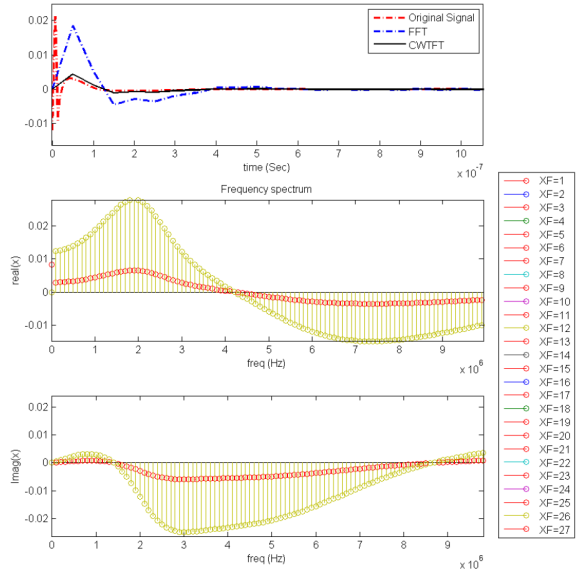 0.02
0.01
0
-0.01
0 1 2 3 4 5 6 7 8 9 10
time (Sec)
x 10^-7
Original Signal
FFT
CWTFT
Frequency spectrum
0.02
0.01
0
-0.01
real(x)
0 1 2 3 4 5 6 7 8 9
freq (Hz)
x 10^6
0.02
0.01
0
-0.01
-0.02
Imag(x)
0 1 2 3 4 5 6 7 8 9
freq (Hz)
x 10^6
XF=1
XF=2
XF=3
XF=4
XF=5
XF=6
XF=7
XF=8
XF=9
XF=10
XF=11
XF=12
XF=13
XF=14
XF=15
XF=16
XF=17
XF=18
XF=19
XF=20
XF=21
XF=22
XF=23
XF=24
XF=25
XF=26
XF=27